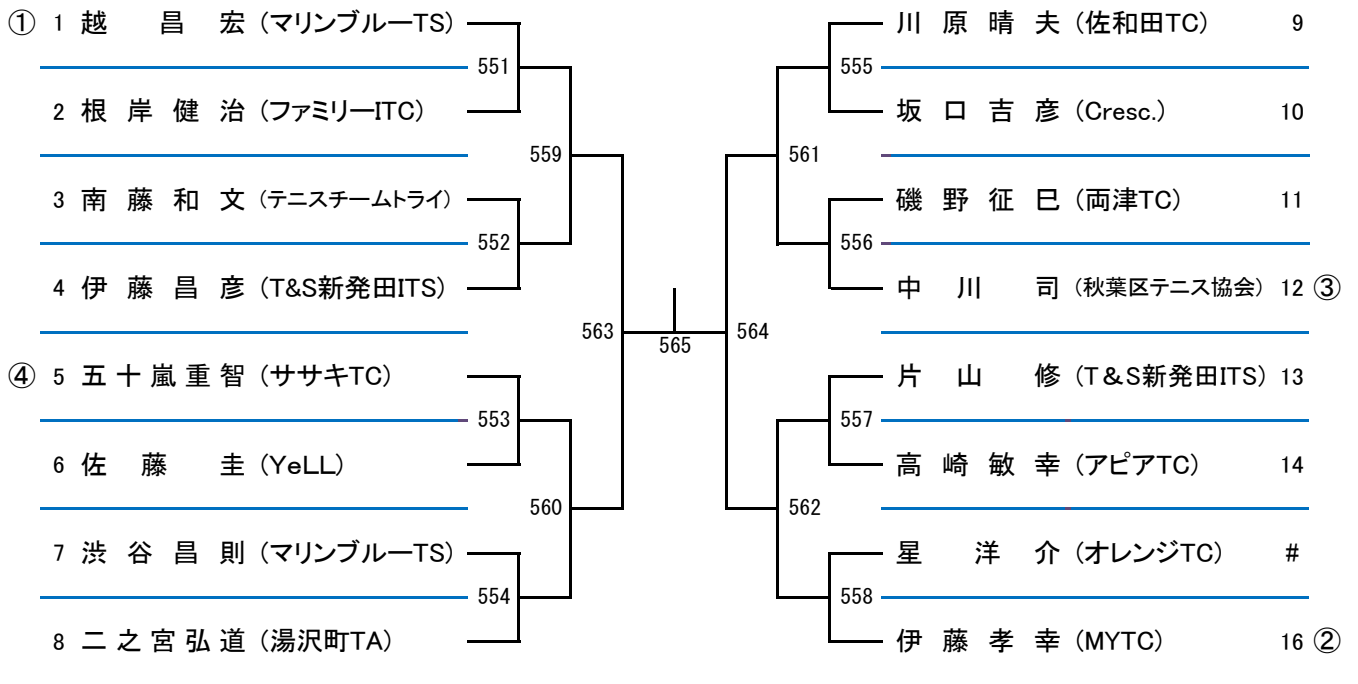 ① 1 越 昌 宏 (マリンブルーTS)
551
2 根 岸 健 治 (ファミリーITC)
559
3 南 藤 和 文 (テニスチームトライ)
552
4 伊 藤 昌 彦 (T&S新発田ITS)
563
④ 5 五十嵐重智 (ササキTC)
553
6 佐 藤 圭 (YeLL)
560
7 渋 谷 昌 則 (マリンブルーTS)
554
8 二之宮弘道 (湯沢町TA)
565
川 原 晴 夫 (佐和田TC) 9
555
坂 口 吉 彦 (Cresc.) 10
561
磯 野 征 巳 (両津TC) 11
556
中 川 司 (秋葉区テニス協会) 12 ③
564
片 山 修 (T&S新発田ITS) 13
557
高 崎 敏 幸 (アピアTC) 14
562
星 洋 介 (オレンジTC) #
558
伊 藤 孝 幸 (MYTC) 16 ②